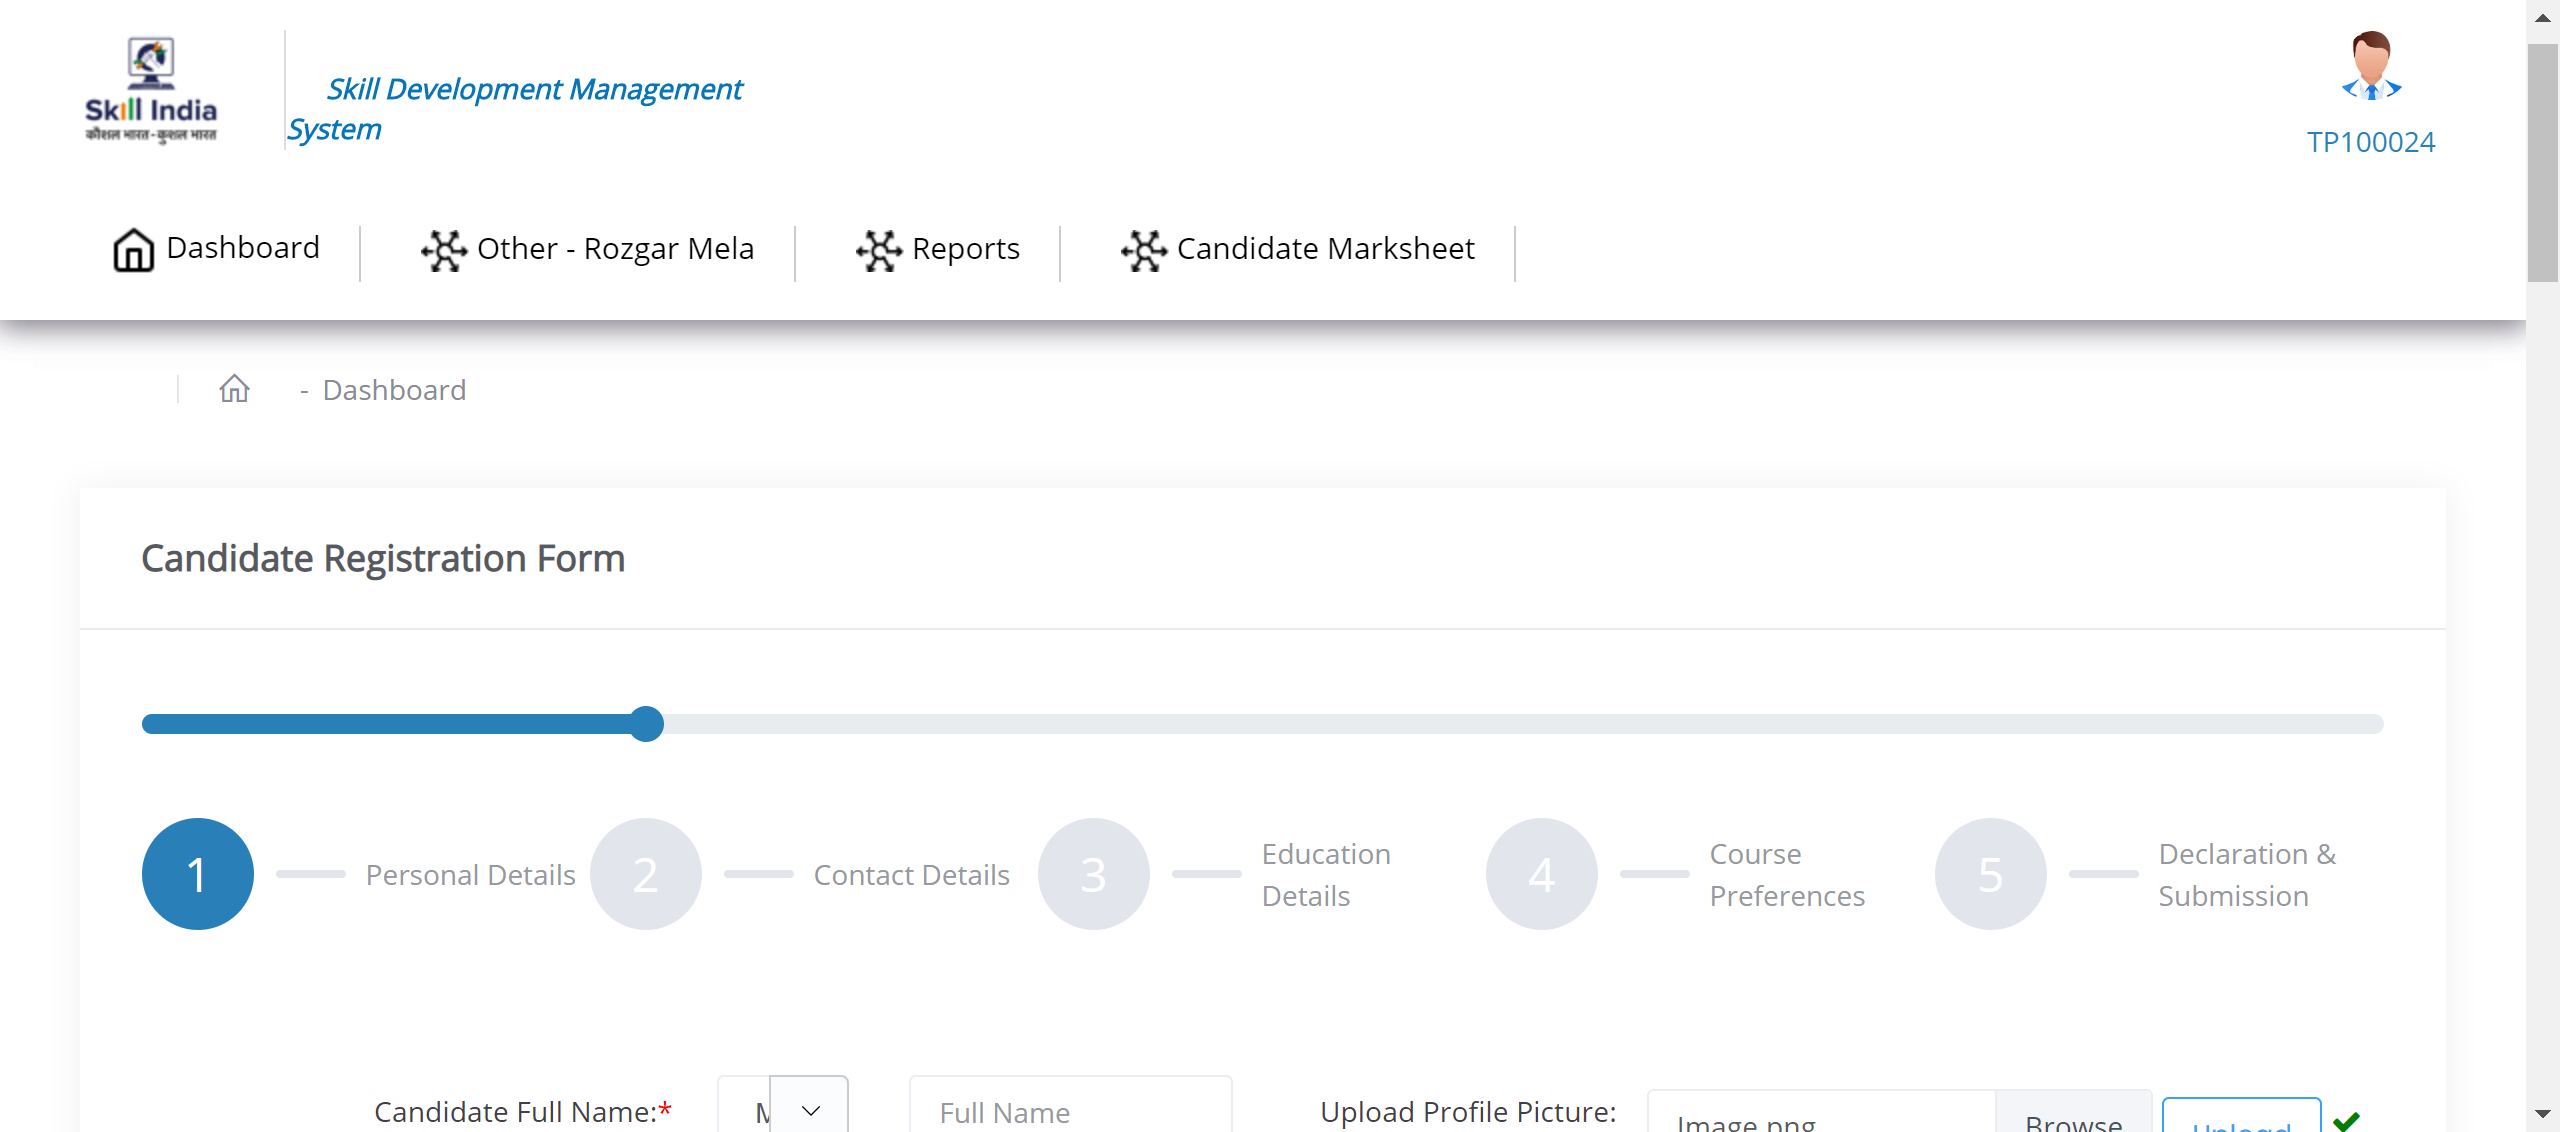 Skill India
कौशल भारत-कुशल भारत
Skill Development Management
System
TP100024
Dashboard
Other - Rozgar Mela
Reports
Candidate Marksheet
- Dashboard
Candidate Registration Form
1
Personal Details
2
Contact Details
3
Education
Details
4
Course
Preferences
5
Declaration &
Submission
Candidate Full Name:*
Full Name
Upload Profile Picture:
Image.png
Browse
Upload